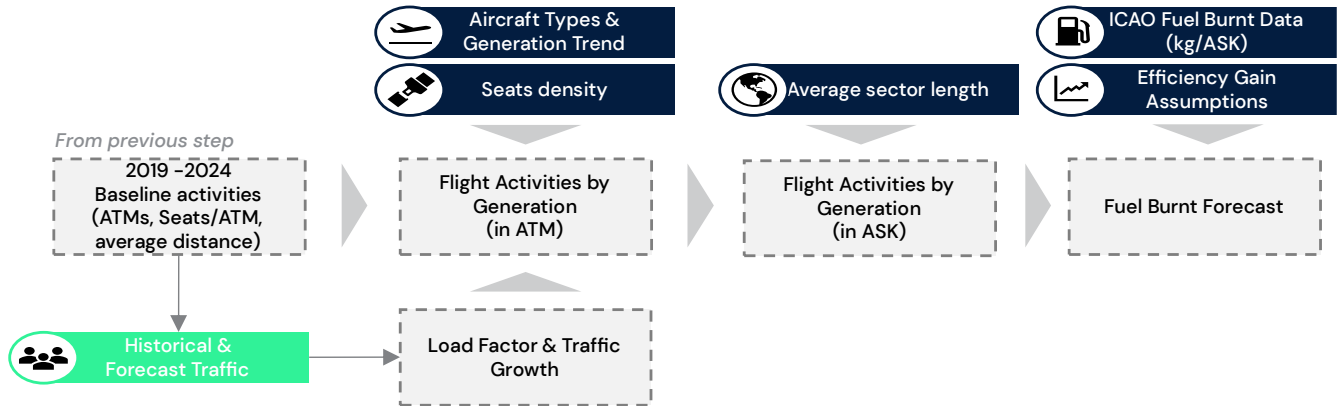 Aircraft Types &
Generation Trend
ICAO Fuel Burnt Data
(kg/ASK)
Seats density
Average sector length
Efficiency Gain
Assumptions
From previous step
2019 -2024
Baseline activities
(ATMs, Seats/ATM,
average distance)
Flight Activities by
Generation
(in ATM)
Flight Activities by
Generation
(in ASK)
Fuel Burnt Forecast
Historical &
Forecast Traffic
Load Factor & Traffic
Growth